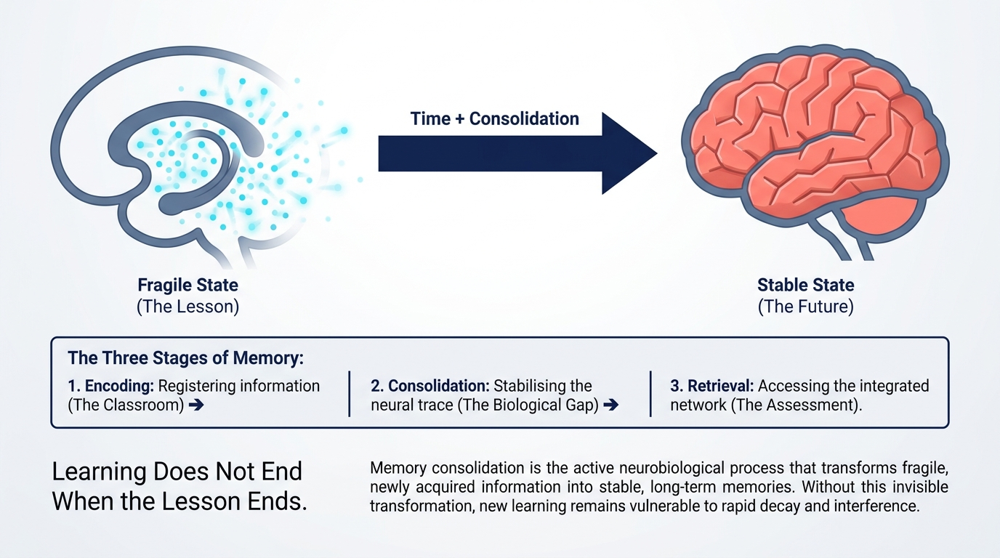 Time + Consolidation
Fragile State
(The Lesson)
Stable State
(The Future)
The Three Stages of Memory:
1. Encoding: Registering information
(The Classroom) ➔
2. Consolidation: Stabilising the
neural trace (The Biological Gap) ➔
3. Retrieval: Accessing the integrated
network (The Assessment).
Learning Does Not End
When the Lesson Ends.
Memory consolidation is the active neurobiological process that transforms fragile,
newly acquired information into stable, long-term memories. Without this invisible
transformation, new learning remains vulnerable to rapid decay and interference.